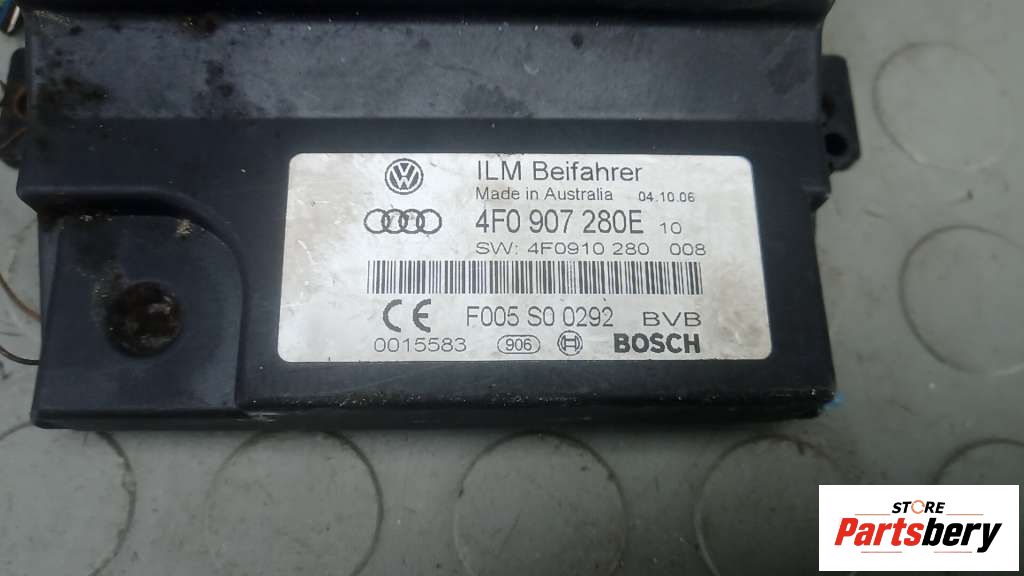 ILM Beifahrer
Made in Australia 04.10.06
4F0 907 280E 10
SW: 4F0910 280 008
CE F005 S0 0292 BVB
0015583 906 BOSCH
STORE
Partsbery